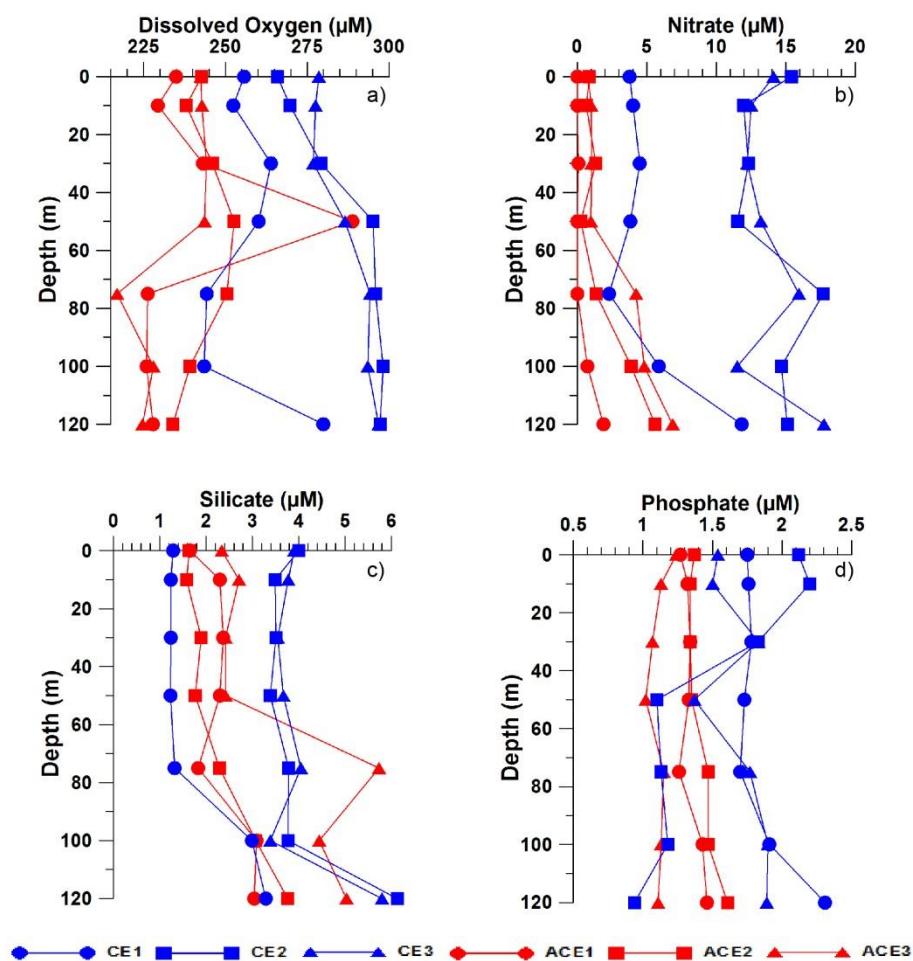 Dissolved Oxygen (µM)
225 250 275 300
a)
0
20
40
60
80
100
120
Depth (m)
Nitrate (µM)
0 5 10 15 20
b)
0
20
40
60
80
100
120
Depth (m)
Silicate (µM)
0 1 2 3 4 5 6
c)
0
20
40
60
80
100
120
Depth (m)
Phosphate (µM)
0.5 1 1.5 2 2.5
d)
0
20
40
60
80
100
120
Depth (m)
CE1 CE2 CE3 ACE1 ACE2 ACE3